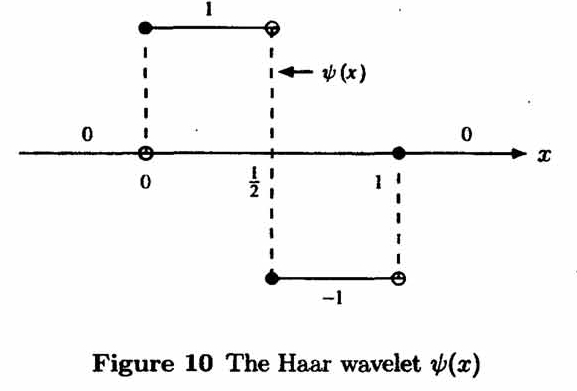 1
ψ(x)
0 0
x
0 1/2 1
−1
Figure 10 The Haar wavelet ψ(x)